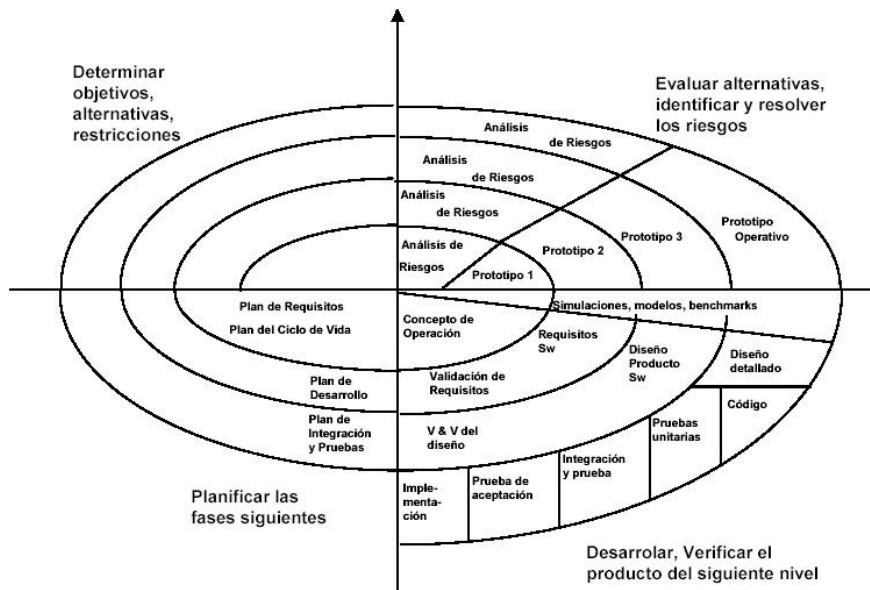 Determinar
objetivos,
alternativas,
restricciones
Evaluar alternativas,
identificar y resolver
los riesgos
Análisis
de Riesgos
Análisis
de Riesgos
Análisis
de Riesgos
Análisis de
Riesgos
Prototipo 1
Prototipo 2
Prototipo 3
Prototipo
Operativo
Simulaciones, modelos, benchmarks
Plan de Requisitos
Plan del Ciclo de Vida
Concepto de
Operación
Requisitos
Sw
Diseño
Producto
Sw
Diseño
detallado
Plan de
Desarrollo
Validación de
Requisitos
Código
Plan de
Integración
y Pruebas
V & V del
diseño
Pruebas
unitarias
Integración
y prueba
Prueba de
aceptación
Imple-
menta-
ción
Planificar las
fases siguientes
Desarrolar, Verificar el
producto del siguiente nivel